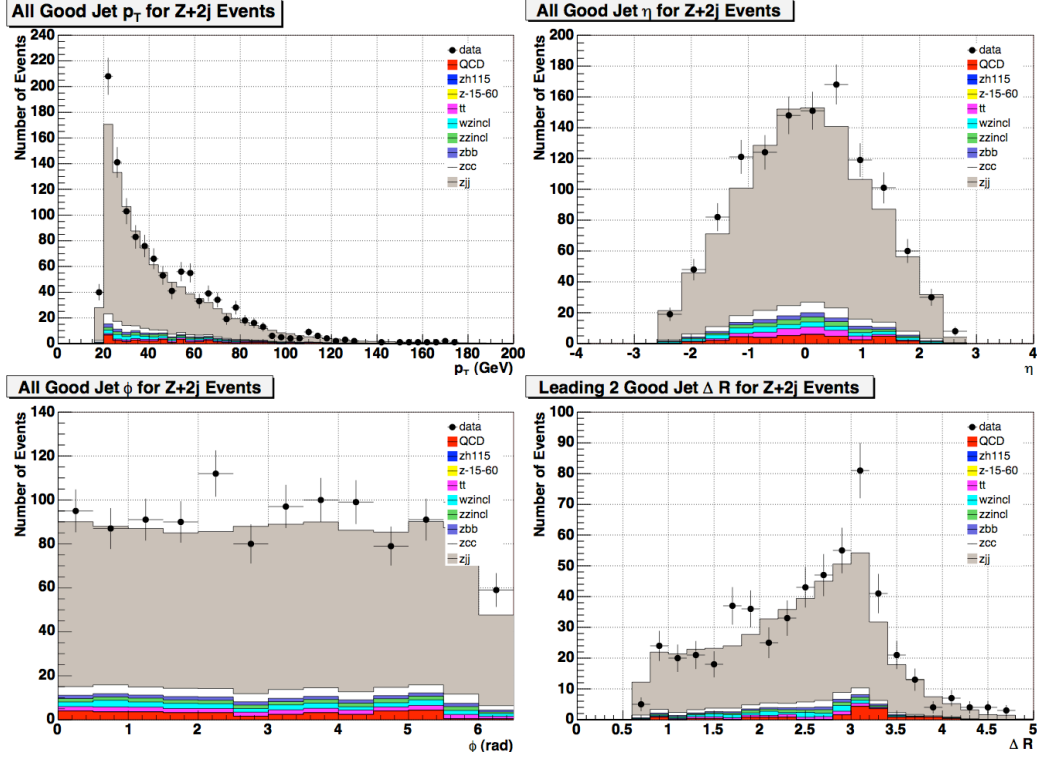 All Good Jet p_T for Z+2j Events
Number of Events
240
220
200
180
160
140
120
100
80
60
40
20
0
data
QCD
zh115
z-15-60
tt
wzincl
zzincl
zbb
zcc
zjj
0 20 40 60 80 100 120 140 160 180 200
p_T (GeV)
All Good Jet η for Z+2j Events
Number of Events
200
180
160
140
120
100
80
60
40
20
0
data
QCD
zh115
z-15-60
tt
wzincl
zzincl
zbb
zcc
zjj
-4 -3 -2 -1 0 1 2 3 4
η
All Good Jet ϕ for Z+2j Events
Number of Events
140
120
100
80
60
40
20
0
data
QCD
zh115
z-15-60
tt
wzincl
zzincl
zbb
zcc
zjj
0 1 2 3 4 5 6
ϕ (rad)
Leading 2 Good Jet Δ R for Z+2j Events
Number of Events
100
90
80
70
60
50
40
30
20
10
0
data
QCD
zh115
z-15-60
tt
wzincl
zzincl
zbb
zcc
zjj
0 0.5 1 1.5 2 2.5 3 3.5 4 4.5 5
Δ R